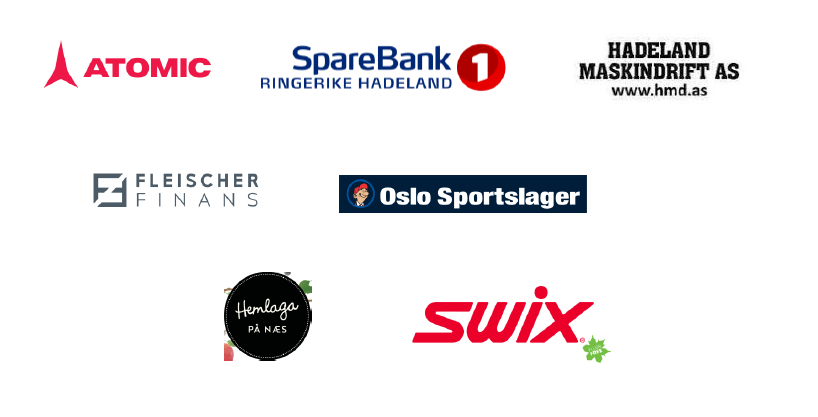 ATOMIC
SpareBank 1
RINGERIKE HADELAND
HADELAND
MASKINDRIFT AS
www.hmd.as
FLEISCHER
FINANS
Oslo Sportslager
Hemlaga
PÅ NÆS
swix